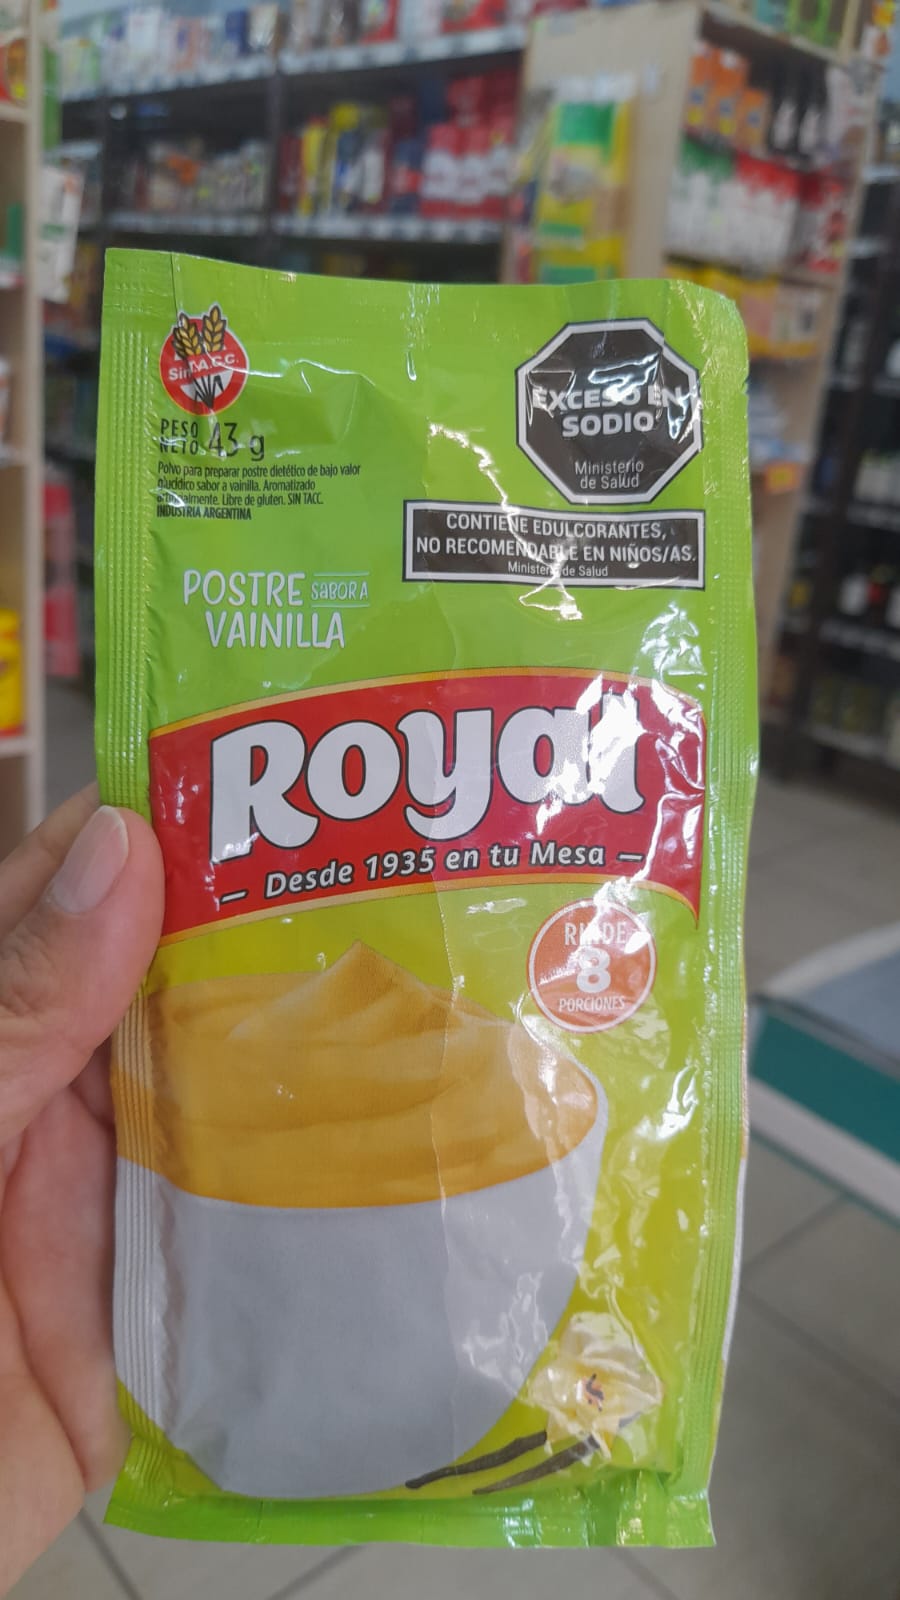 Sin T.A.C.C.
PESO
NETO 43 g
Polvo para preparar postre dietético de bajo valor
glucídico sabor a vainilla. Aromatizado
artificialmente. Libre de gluten. SIN TACC.
INDUSTRIA ARGENTINA
EXCESO EN
SODIO
Ministerio
de Salud
CONTIENE EDULCORANTES,
NO RECOMENDABLE EN NIÑOS/AS.
Ministerio de Salud
POSTRE SABOR A
VAINILLA
Royal
— Desde 1935 en tu Mesa —
RINDE
8
PORCIONES